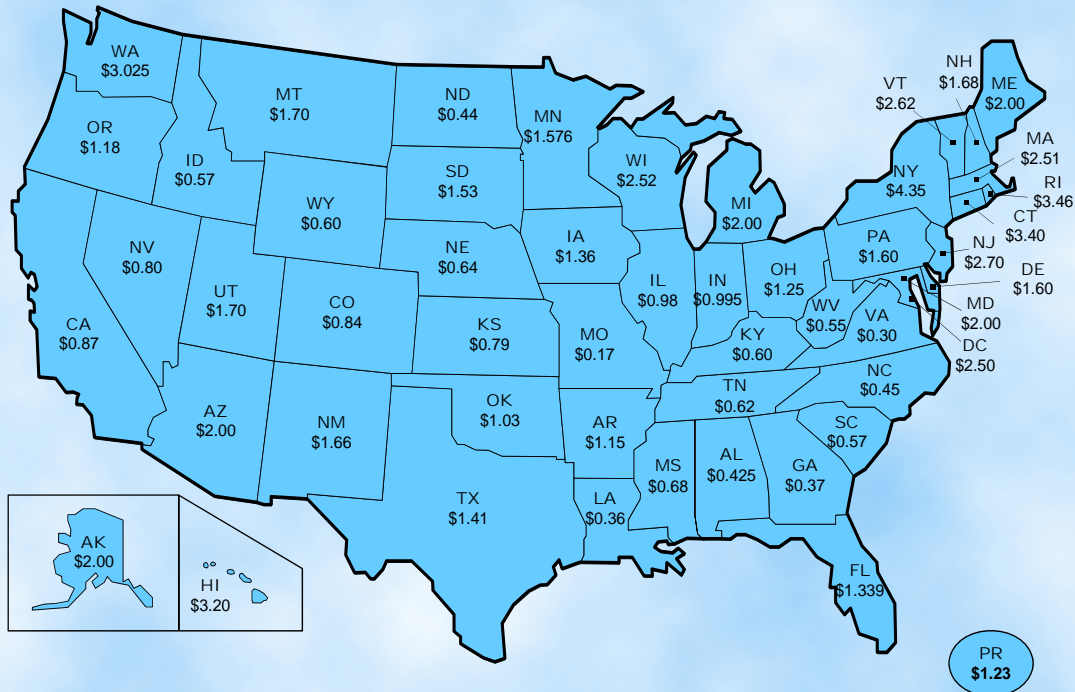 WA
$3.025
MT
$1.70
ND
$0.44
MN
$1.576
OR
$1.18
ID
$0.57
WY
$0.60
SD
$1.53
WI
$2.52
MI
$2.00
VT
$2.62
NH
$1.68
ME
$2.00
MA
$2.51
RI
$3.46
CT
$3.40
NY
$4.35
NJ
$2.70
PA
$1.60
DE
$1.60
MD
$2.00
DC
$2.50
NV
$0.80
UT
$1.70
CO
$0.84
NE
$0.64
IA
$1.36
IL
$0.98
IN
$0.995
OH
$1.25
WV
$0.55
VA
$0.30
CA
$0.87
KS
$0.79
MO
$0.17
KY
$0.60
NC
$0.45
TN
$0.62
SC
$0.57
AZ
$2.00
NM
$1.66
OK
$1.03
AR
$1.15
MS
$0.68
AL
$0.425
GA
$0.37
TX
$1.41
LA
$0.36
FL
$1.339
AK
$2.00
HI
$3.20
PR
$1.23